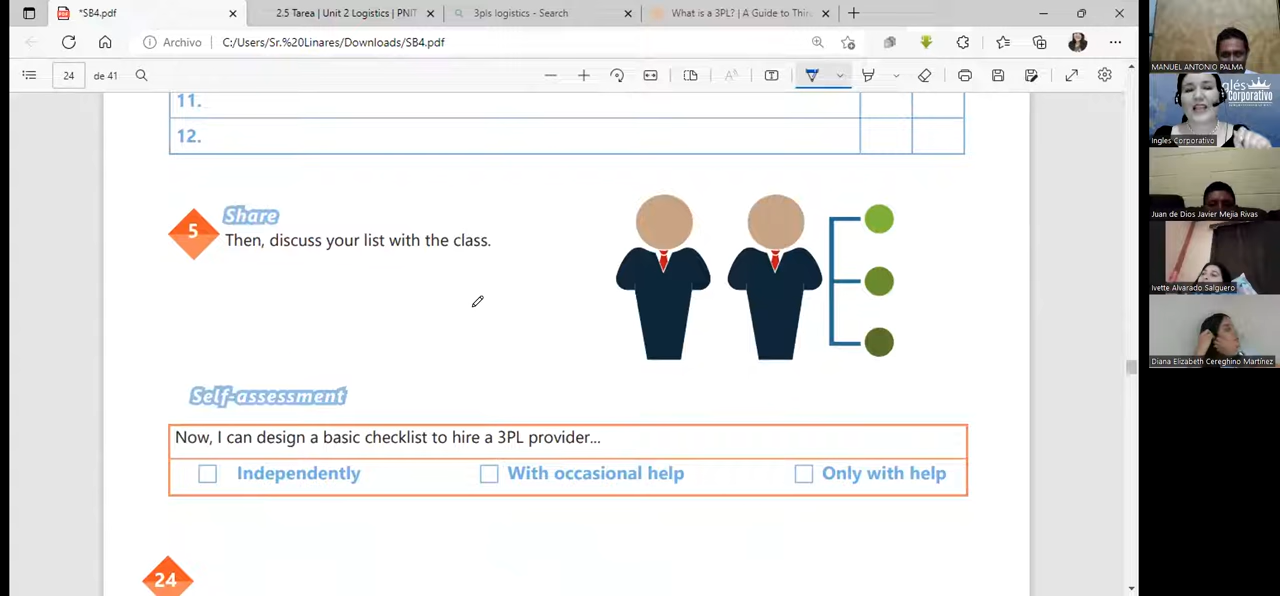 *SB4.pdf
2.5 Tarea | Unit 2 Logistics | PNIT
3pls logistics - Search
What is a 3PL? | A Guide to Thir
Archivo
C:/Users/Sr.%20Linares/Downloads/SB4.pdf
24
de 41
11.
12.
5
Share
Then, discuss your list with the class.
Self-assessment
Now, I can design a basic checklist to hire a 3PL provider...
Independently
With occasional help
Only with help
24
MANUEL ANTONIO PALMA
Inglés
Corporativo
Ingles Corporativo
Juan de Dios Javier Mejia Rivas
Ivette Alvarado Salguero
Diana Elizabeth Cereghino Martínez